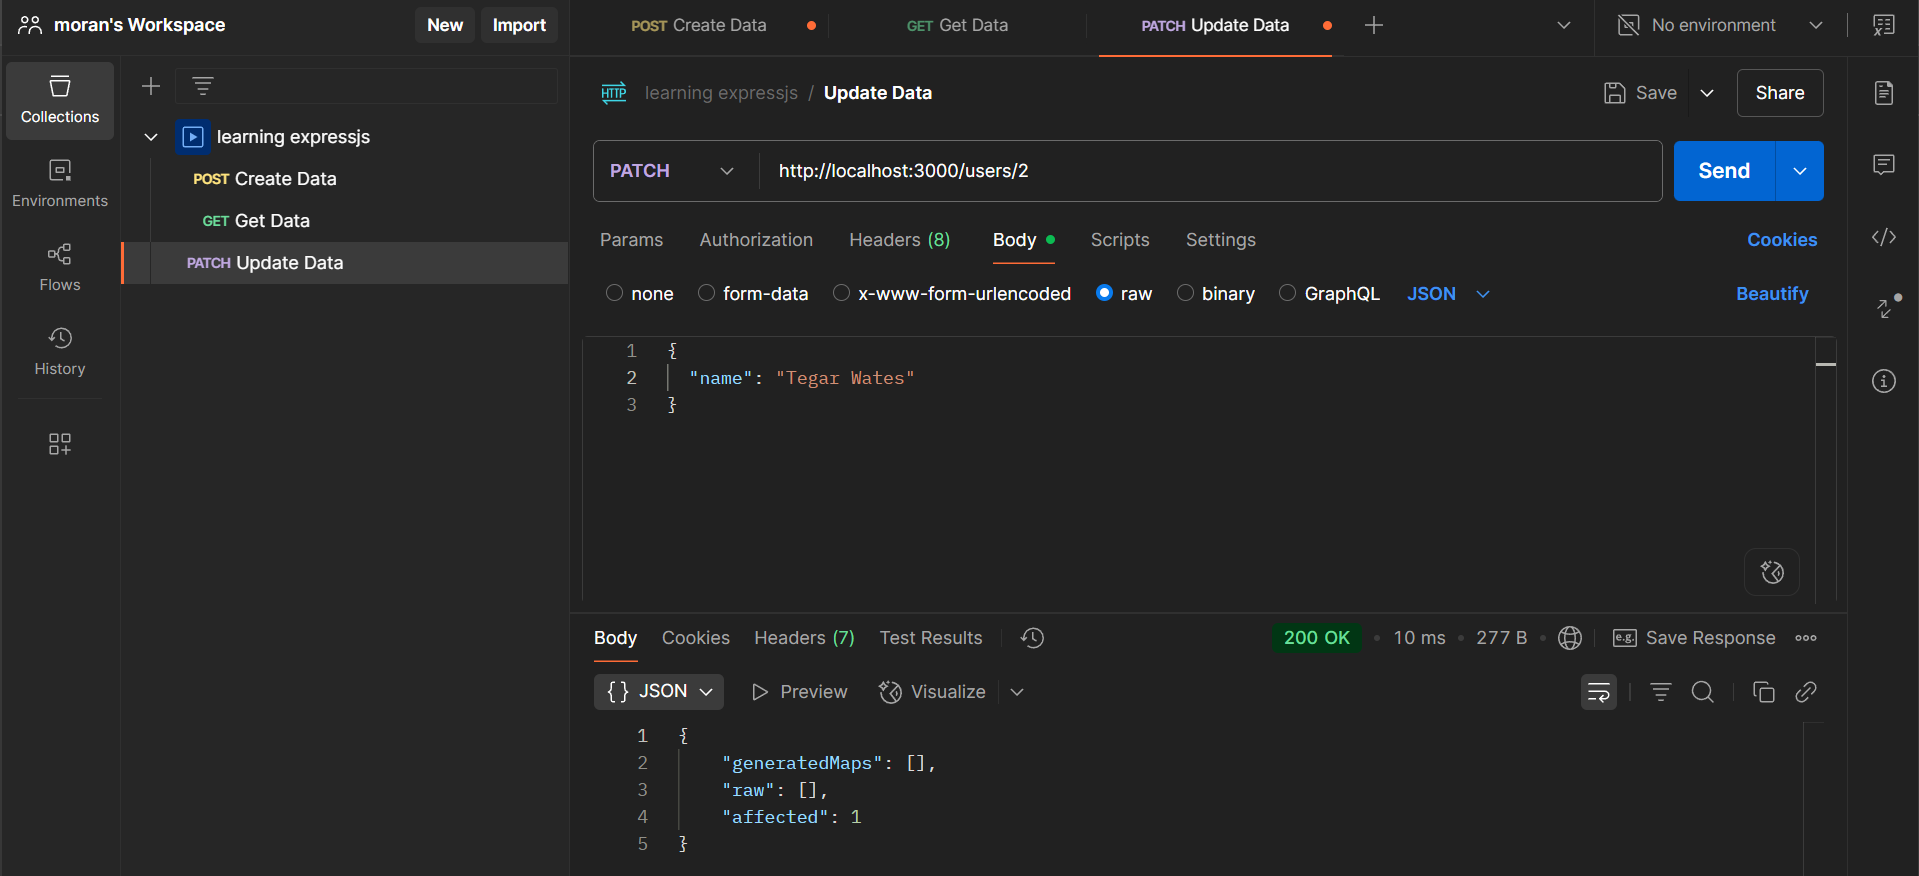 moran's Workspace
New
Import
POST Create Data
GET Get Data
PATCH Update Data
No environment
Collections
Environments
Flows
History
learning expressjs
POST Create Data
GET Get Data
PATCH Update Data
HTTP learning expressjs / Update Data
Save
Share
PATCH
http://localhost:3000/users/2
Send
Params
Authorization
Headers (8)
Body
Scripts
Settings
Cookies
none
form-data
x-www-form-urlencoded
raw
binary
GraphQL
JSON
Beautify
1 {
2 "name": "Tegar Wates"
3 }
Body
Cookies
Headers (7)
Test Results
200 OK
10 ms
277 B
e.g. Save Response
{} JSON
Preview
Visualize
1 {
2 "generatedMaps": [],
3 "raw": [],
4 "affected": 1
5 }